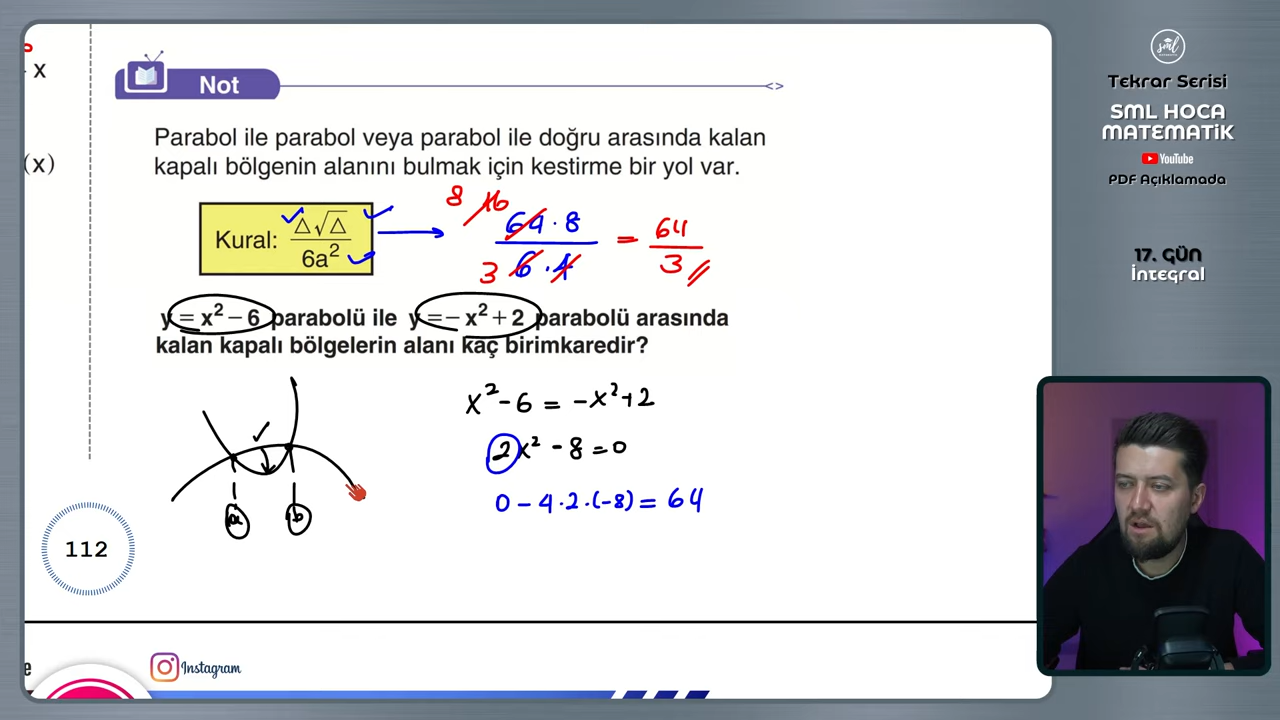 x
(x)
Not
Parabol ile parabol veya parabol ile doğru arasında kalan
kapalı bölgenin alanını bulmak için kestirme bir yol var.
Kural: △√△ / 6a²
8 16
64 · 8 / 6 · 4 = 64 / 3
3
y = x² – 6 parabolü ile y = – x² + 2 parabolü arasında
kalan kapalı bölgelerin alanı kaç birimkaredir?
x² - 6 = -x² + 2
2x² - 8 = 0
0 - 4 · 2 · (-8) = 64
a b
112
e
Instagram
sml
Tekrar Serisi
SML HOCA
MATEMATİK
YouTube
PDF Açıklamada
17. GÜN
İntegral